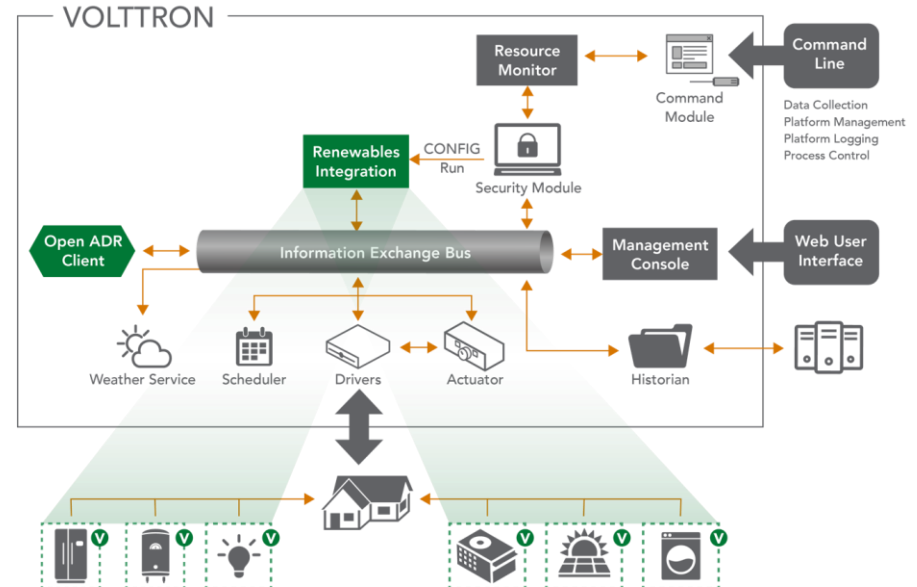 VOLTTRON
Resource
Monitor
Command
Module
Command
Line
Data Collection
Platform Management
Platform Logging
Process Control
Renewables
Integration
CONFIG
Run
Security Module
Open ADR
Client
Information Exchange Bus
Management
Console
Web User
Interface
Weather Service
Scheduler
Drivers
Actuator
Historian
V
V
V
V
V
V